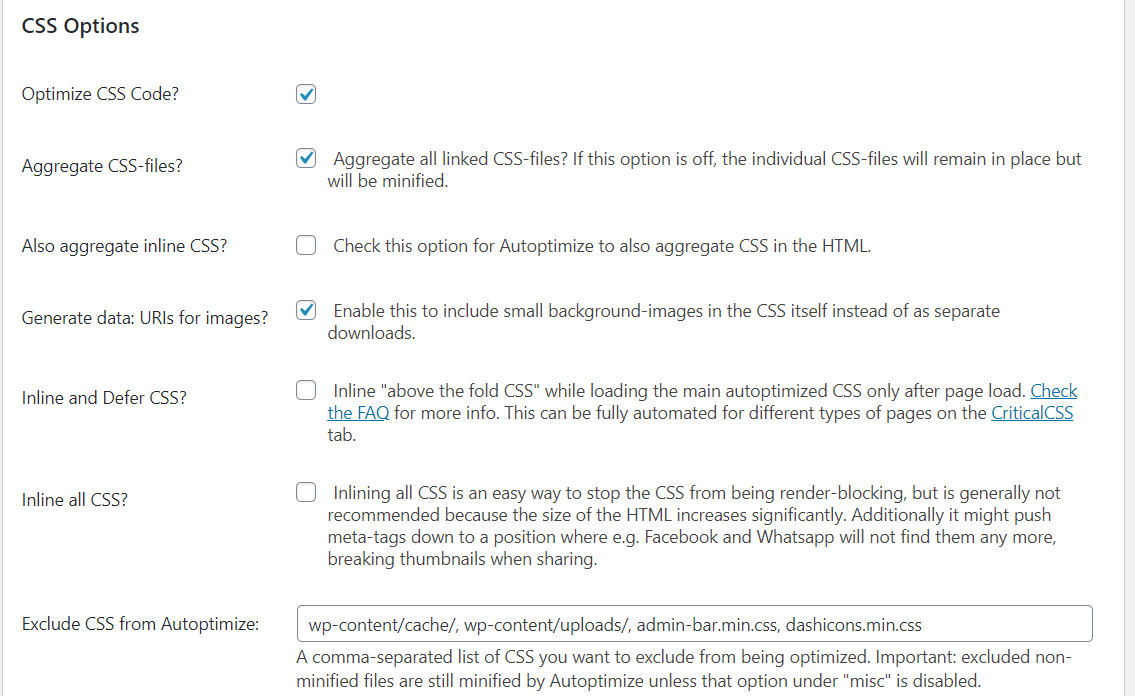 CSS Options
Optimize CSS Code?
Aggregate CSS-files?
Aggregate all linked CSS-files? If this option is off, the individual CSS-files will remain in place but
will be minified.
Also aggregate inline CSS?
Check this option for Autoptimize to also aggregate CSS in the HTML.
Generate data: URIs for images?
Enable this to include small background-images in the CSS itself instead of as separate
downloads.
Inline and Defer CSS?
Inline "above the fold CSS" while loading the main autoptimized CSS only after page load. Check
the FAQ for more info. This can be fully automated for different types of pages on the CriticalCSS
tab.
Inline all CSS?
Inlining all CSS is an easy way to stop the CSS from being render-blocking, but is generally not
recommended because the size of the HTML increases significantly. Additionally it might push
meta-tags down to a position where e.g. Facebook and Whatsapp will not find them any more,
breaking thumbnails when sharing.
Exclude CSS from Autoptimize:
wp-content/cache/, wp-content/uploads/, admin-bar.min.css, dashicons.min.css
A comma-separated list of CSS you want to exclude from being optimized. Important: excluded non-
minified files are still minified by Autoptimize unless that option under "misc" is disabled.